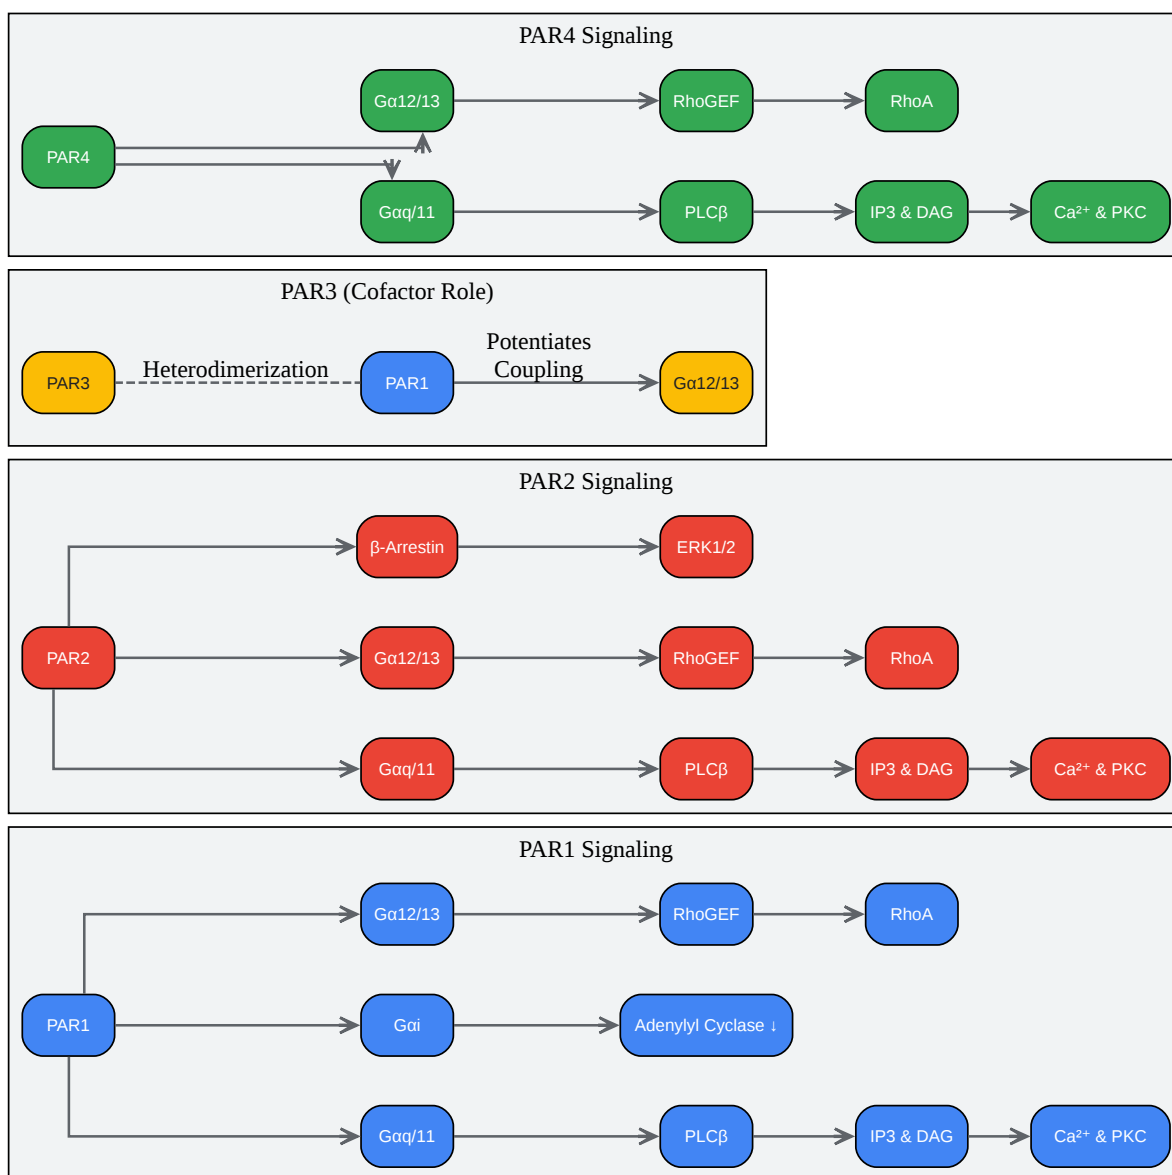 PAR4 Signaling
Gα12/13
RhoGEF
RhoA
PAR4
Gαq/11
PLCβ
IP3 & DAG
Ca²⁺ & PKC
PAR3 (Cofactor Role)
PAR3
Heterodimerization
PAR1
Potentiates
Coupling
Gα12/13
PAR2 Signaling
β-Arrestin
ERK1/2
PAR2
Gα12/13
RhoGEF
RhoA
Gαq/11
PLCβ
IP3 & DAG
Ca²⁺ & PKC
PAR1 Signaling
Gα12/13
RhoGEF
RhoA
PAR1
Gαi
Adenylyl Cyclase ↓
Gαq/11
PLCβ
IP3 & DAG
Ca²⁺ & PKC